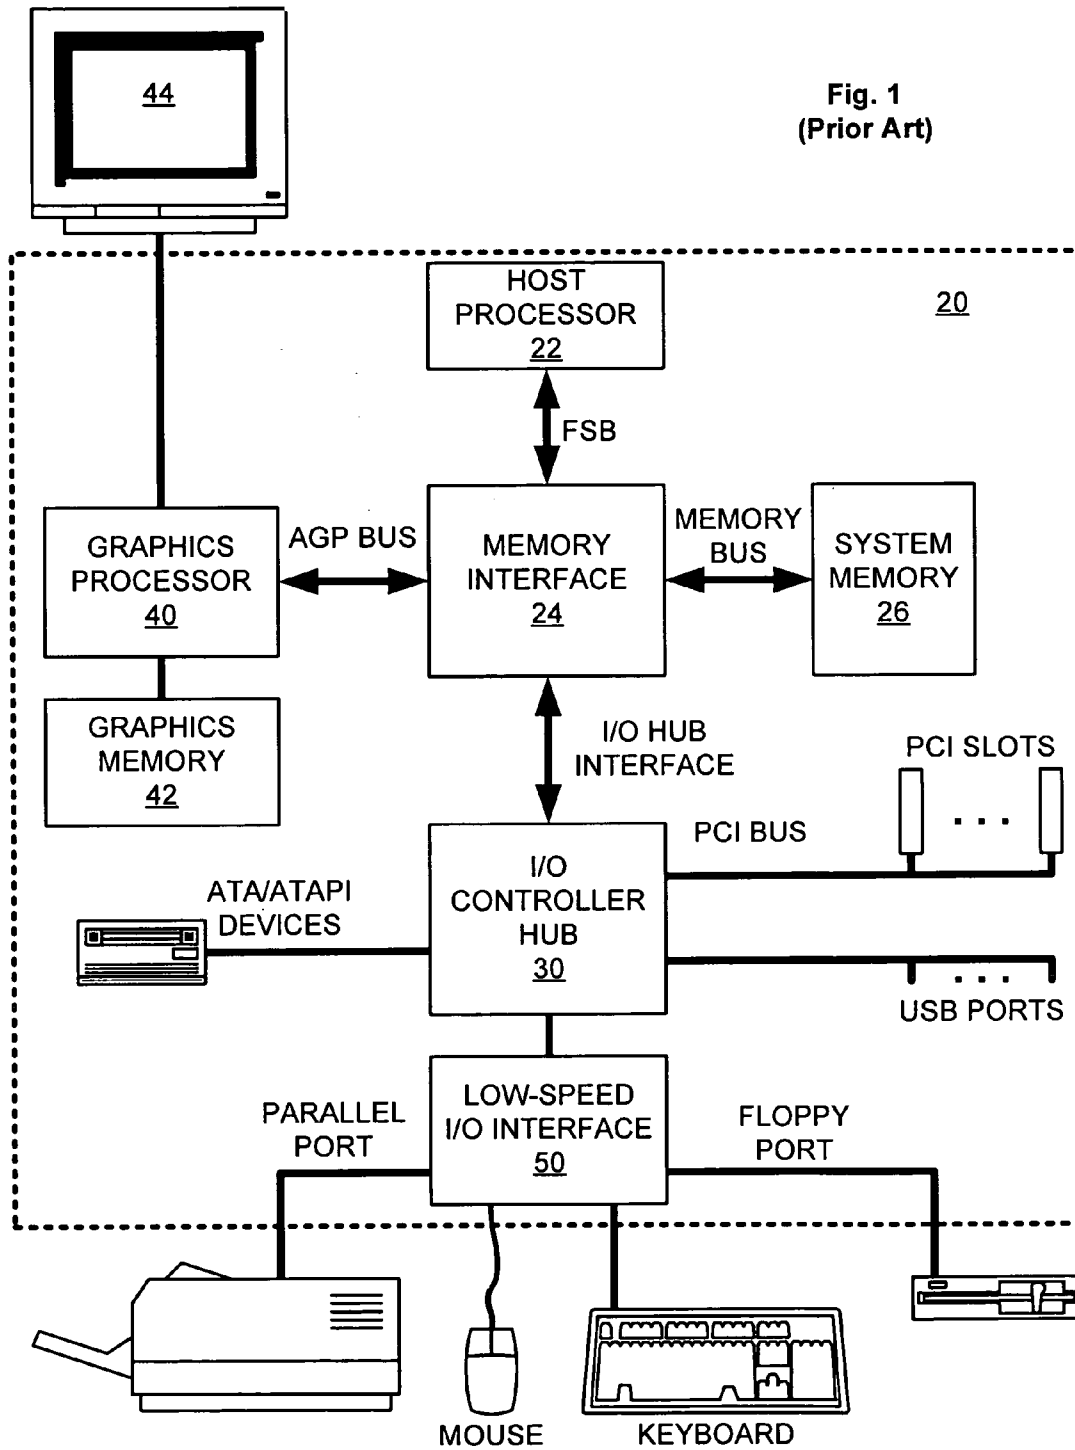 44
Fig. 1
(Prior Art)
HOST
PROCESSOR
22
20
FSB
GRAPHICS
PROCESSOR
40
AGP BUS
MEMORY
INTERFACE
24
MEMORY
BUS
SYSTEM
MEMORY
26
GRAPHICS
MEMORY
42
I/O HUB
INTERFACE
PCI SLOTS
PCI BUS
I/O
CONTROLLER
HUB
30
ATA/ATAPI
DEVICES
USB PORTS
LOW-SPEED
I/O INTERFACE
50
PARALLEL
PORT
FLOPPY
PORT
MOUSE
KEYBOARD